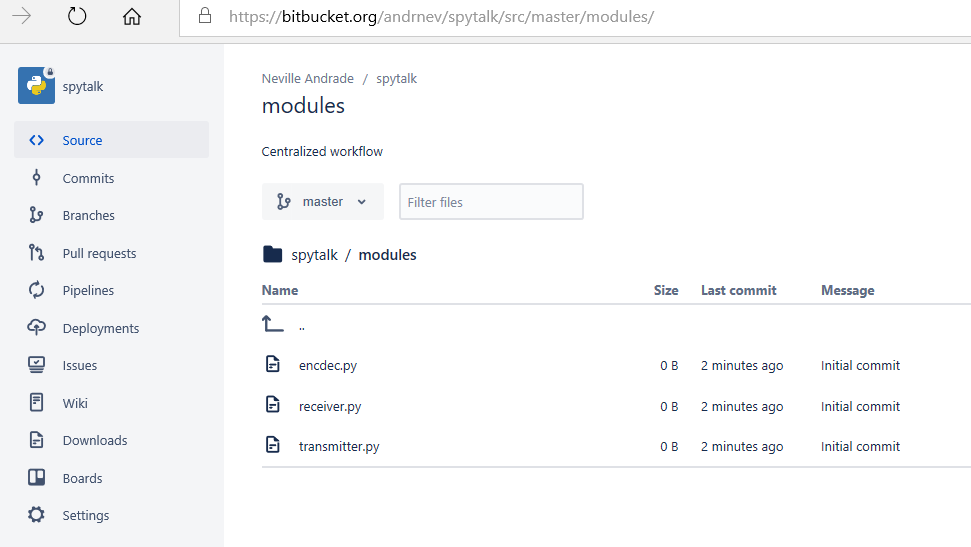 https://bitbucket.org/andrnev/spytalk/src/master/modules/
spytalk
Source
Commits
Branches
Pull requests
Pipelines
Deployments
Issues
Wiki
Downloads
Boards
Settings
Neville Andrade / spytalk
modules
Centralized workflow
master
Filter files
spytalk / modules
Name Size Last commit Message
..
encdec.py 0 B 2 minutes ago Initial commit
receiver.py 0 B 2 minutes ago Initial commit
transmitter.py 0 B 2 minutes ago Initial commit